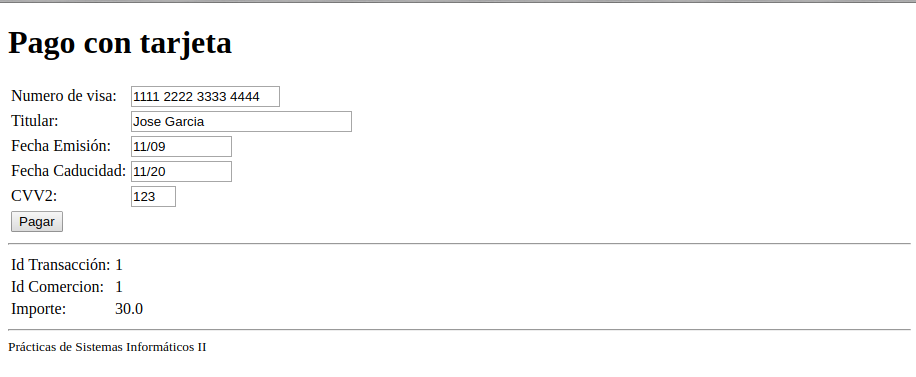 Pago con tarjeta
Numero de visa: 1111 2222 3333 4444
Titular: Jose Garcia
Fecha Emisión: 11/09
Fecha Caducidad: 11/20
CVV2: 123
Pagar
Id Transacción: 1
Id Comercion: 1
Importe: 30.0
Prácticas de Sistemas Informáticos II